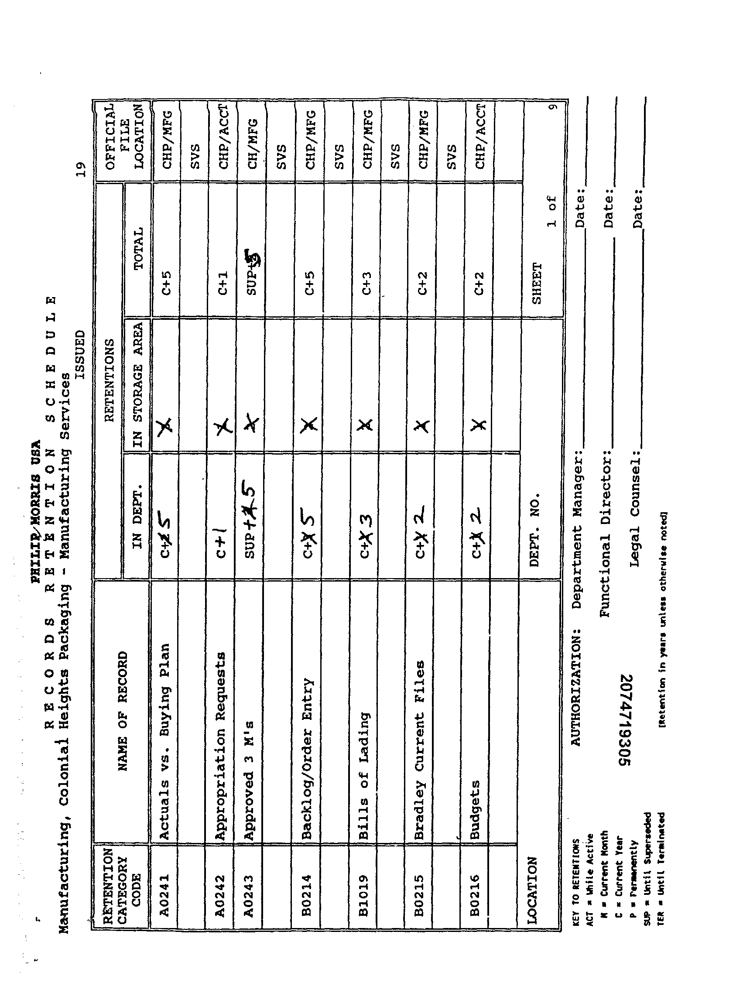 PHILIP MORRIS USA
R E C O R D S   R E T E N T I O N   S C H E D U L E
Manufacturing, Colonial Heights Packaging - Manufacturing Services
ISSUED 19
RETENTION CATEGORY CODE NAME OF RECORD RETENTIONS OFFICIAL FILE LOCATION
IN DEPT. IN STORAGE AREA TOTAL
A0241 Actuals vs. Buying Plan C+5 X C+5 CHP/MFG
SVS
A0242 Appropriation Requests C+1 X C+1 CHP/ACCT
A0243 Approved 3 M's SUP+5 X SUP+5 CH/MFG
SVS
B0214 Backlog/Order Entry C+X 5 X C+5 CHP/MFG
SVS
B1019 Bills of Lading C+X 3 X C+3 CHP/MFG
SVS
B0215 Bradley Current Files C+X 2 X C+2 CHP/MFG
SVS
B0216 Budgets C+X 2 X C+2 CHP/ACCT
LOCATION DEPT. NO. SHEET 1 of 9
KEY TO RETENTIONS
ACT = While Active
M = Current Month
C = Current Year
P = Permanently
SUP = Until Superseded
TER = Until Terminated
AUTHORIZATION: Department Manager: Date:
Functional Director: Date:
Legal Counsel: Date:
2074719305
[Retention in years unless otherwise noted]